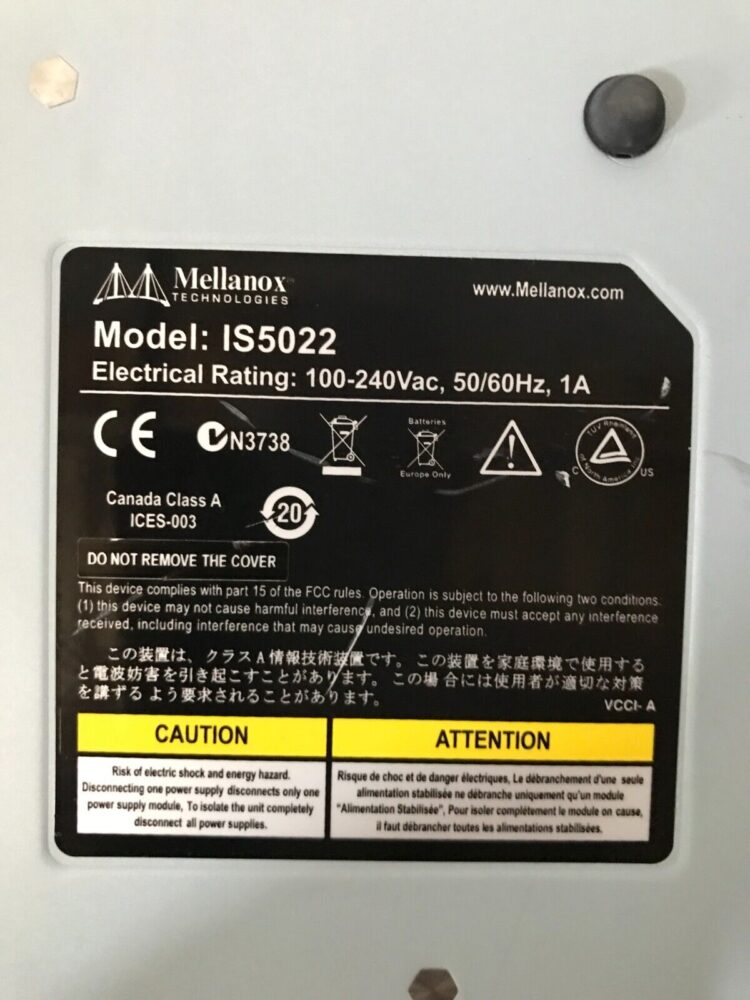 Mellanox™
TECHNOLOGIES
www.Mellanox.com
Model: IS5022
Electrical Rating: 100-240Vac, 50/60Hz, 1A
CE
N3738
Batteries
Europe Only
TUV Rheinland
of North America Inc.
C US
Canada Class A
ICES-003
20
DO NOT REMOVE THE COVER
This device complies with part 15 of the FCC rules. Operation is subject to the following two conditions.
(1) this device may not cause harmful interference, and (2) this device must accept any interference
received, including interference that may cause undesired operation.
この装置は、クラスA情報技術装置です。この装置を家庭環境で使用する
と電波妨害を引き起こすことがあります。この場合には使用者が適切な対策
を講ずるよう要求されることがあります。
VCCI- A
CAUTION
Risk of electric shock and energy hazard.
Disconnecting one power supply disconnects only one
power supply module, To isolate the unit completely
disconnect all power supplies.
ATTENTION
Risque de choc et de danger électriques, Le débranchement d'une seule
alimentation stabilisée ne débranche uniquement qu'un module
"Alimentation Stabilisée", Pour isoler complètement le module on cause,
il faut débrancher toutes les alimentations stabilisées.